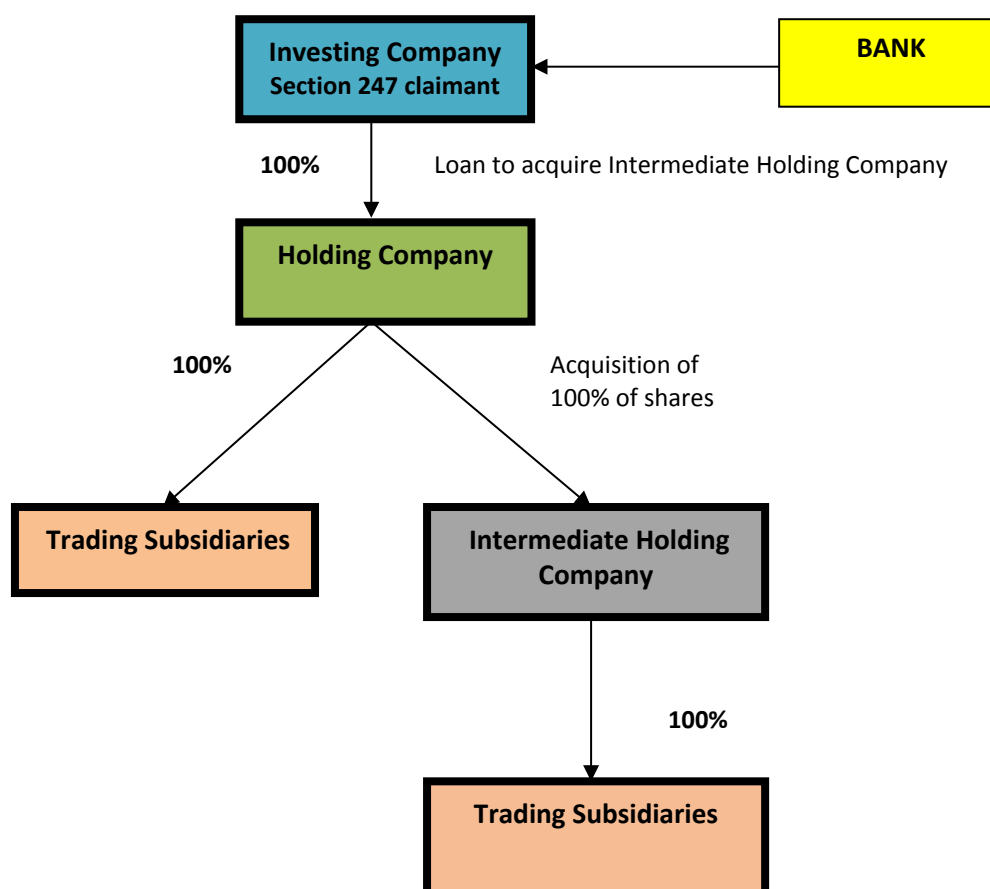 Investing Company
Section 247 claimant
BANK
100%
Loan to acquire Intermediate Holding Company
Holding Company
100%
Acquisition of
100% of shares
Trading Subsidiaries
Intermediate Holding
Company
100%
Trading Subsidiaries